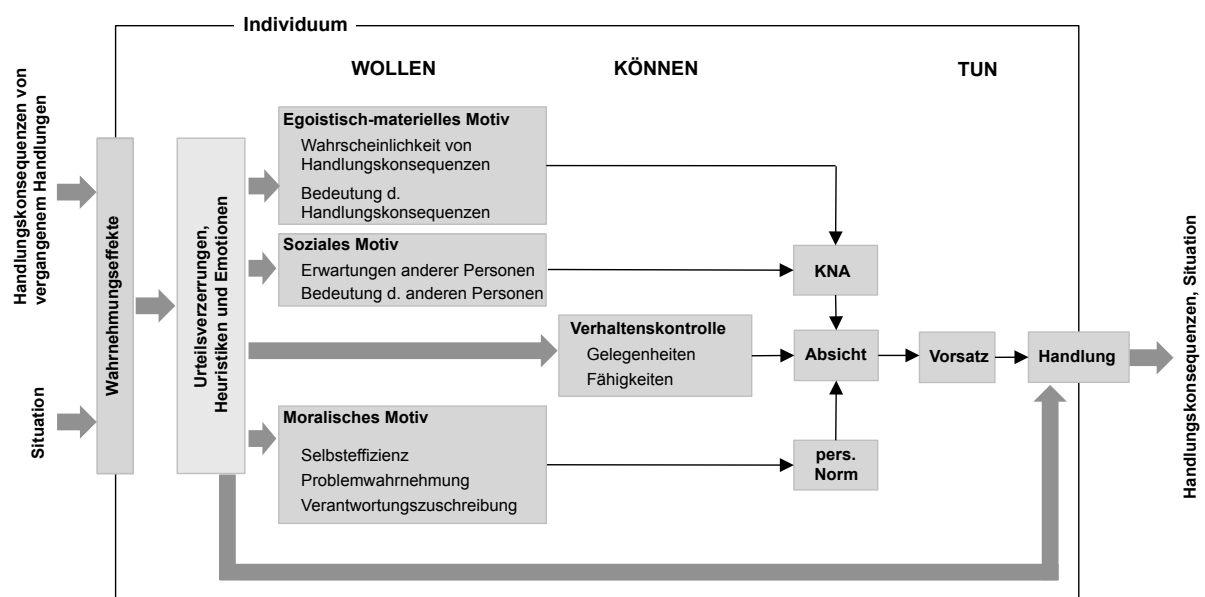 Individuum
WOLLEN
KÖNNEN
TUN
Handlungskonsequenzen von
vergangenem Handlungen
Situation
Wahrnehmungseffekte
Urteilsverzerrungen,
Heuristiken und Emotionen
Egoistisch-materielles Motiv
Wahrscheinlichkeit von
Handlungskonsequenzen
Bedeutung d.
Handlungskonsequenzen
Soziales Motiv
Erwartungen anderer Personen
Bedeutung d. anderen Personen
Verhaltenskontrolle
Gelegenheiten
Fähigkeiten
Moralisches Motiv
Selbsteffizienz
Problemwahrnehmung
Verantwortungszuschreibung
KNA
Absicht
pers.
Norm
Vorsatz
Handlung
Handlungskonsequenzen, Situation